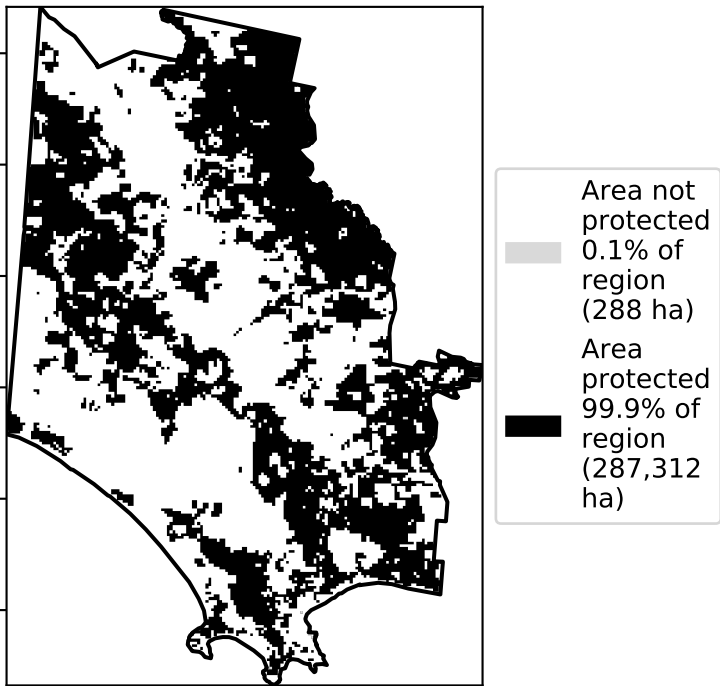 Area not
protected
0.1% of
region
(288 ha)
Area
protected
99.9% of
region
(287,312
ha)